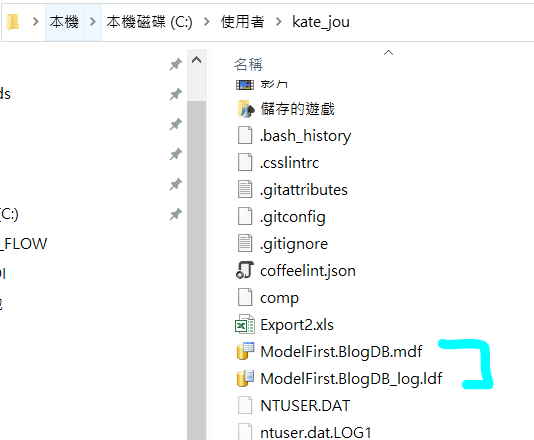 本機 > 本機磁碟 (C:) > 使用者 > kate_jou
名稱
影片
ds
儲存的遊戲
.bash_history
.csslintrc
.gitattributes
.gitconfig
(C:)
.gitignore
_FLOW
coffeelint.json
comp
Export2.xls
ModelFirst.BlogDB.mdf
ModelFirst.BlogDB_log.ldf
NTUSER.DAT
ntuser.dat.LOG1